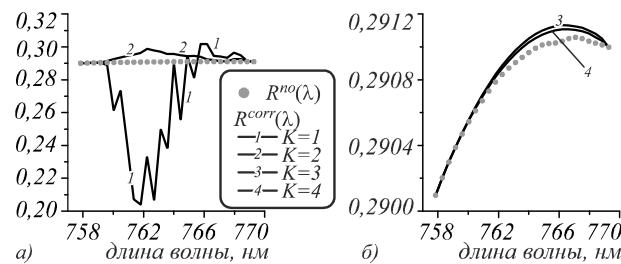 0,32
0,30
0,28
0,26
0,24
0,22
0,20
758 762 766 770
длина волны, нм
а)
1
2
2
1
1
R^no(λ)
R^corr(λ)
1 K=1
2 K=2
3 K=3
4 K=4
0,2912
0,2908
0,2904
0,2900
758 762 766 770
длина волны, нм
б)
3
4